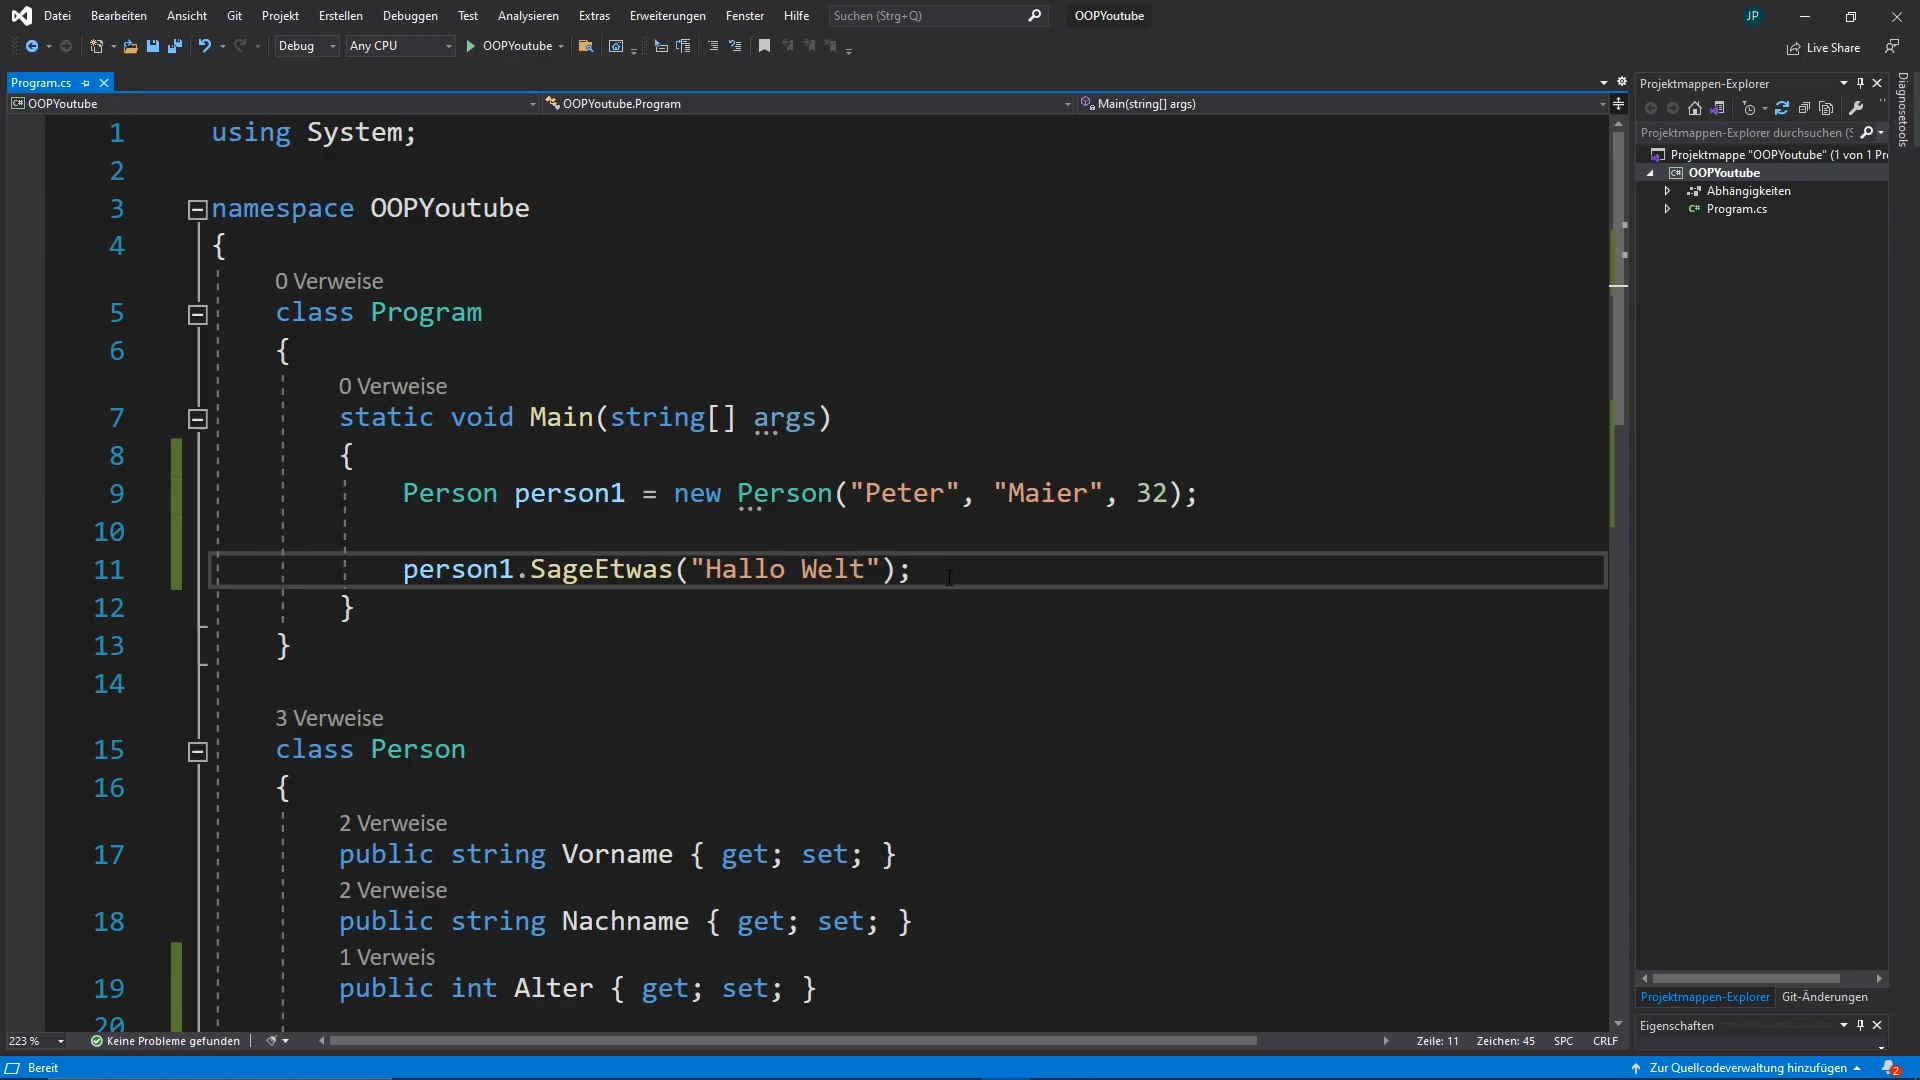 Datei Bearbeiten Ansicht Git Projekt Erstellen Debuggen Test Analysieren Extras Erweiterungen Fenster Hilfe Suchen (Strg+Q) OOPYoutube JP
Debug Any CPU OOPYoutube Live Share
Program.cs
C# OOPYoutube OOPYoutube.Program Main(string[] args)
1 using System;
2
3 namespace OOPYoutube
4 {
0 Verweise
5 class Program
6 {
0 Verweise
7 static void Main(string[] args)
8 {
9 Person person1 = new Person("Peter", "Maier", 32);
10
11 person1.SageEtwas("Hallo Welt");
12 }
13 }
14
3 Verweise
15 class Person
16 {
2 Verweise
17 public string Vorname { get; set; }
2 Verweise
18 public string Nachname { get; set; }
1 Verweis
19 public int Alter { get; set; }
20
223 % Keine Probleme gefunden Zeile: 11 Zeichen: 45 SPC CRLF
Projektmappen-Explorer
Projektmappen-Explorer durchsuchen (S
Projektmappe "OOPYoutube" (1 von 1 Pr
C# OOPYoutube
Abhängigkeiten
C# Program.cs
Projektmappen-Explorer Git-Änderungen
Eigenschaften
Diagnosetools
Bereit Zur Quellcodeverwaltung hinzufügen 2